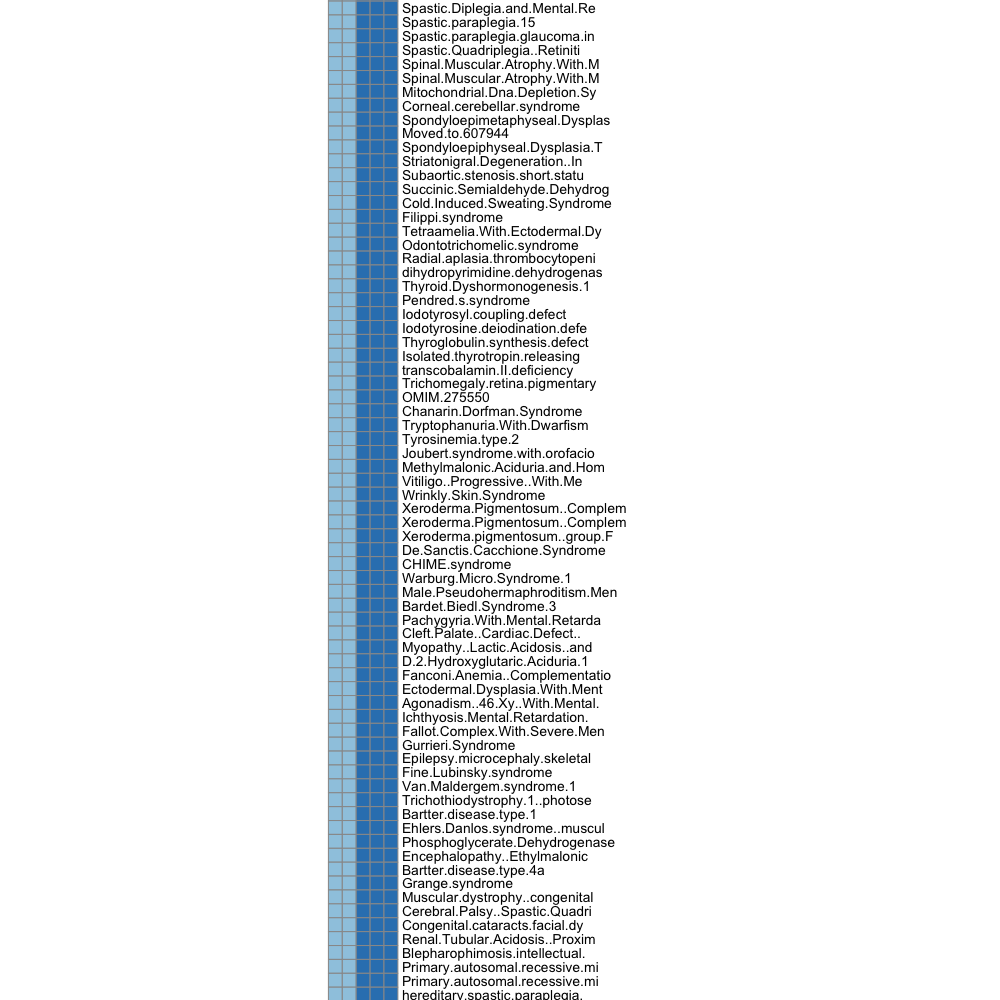 Spastic.Diplegia.and.Mental.Re
Spastic.paraplegia.15
Spastic.paraplegia.glaucoma.in
Spastic.Quadriplegia..Retiniti
Spinal.Muscular.Atrophy.With.M
Spinal.Muscular.Atrophy.With.M
Mitochondrial.Dna.Depletion.Sy
Corneal.cerebellar.syndrome
Spondyloepimetaphyseal.Dysplas
Moved.to.607944
Spondyloepiphyseal.Dysplasia.T
Striatonigral.Degeneration..In
Subaortic.stenosis.short.statu
Succinic.Semialdehyde.Dehydrog
Cold.Induced.Sweating.Syndrome
Filippi.syndrome
Tetraamelia.With.Ectodermal.Dy
Odontotrichomelic.syndrome
Radial.aplasia.thrombocytopeni
dihydropyrimidine.dehydrogenas
Thyroid.Dyshormonogenesis.1
Pendred.s.syndrome
Iodotyrosyl.coupling.defect
Iodotyrosine.deiodination.defe
Thyroglobulin.synthesis.defect
Isolated.thyrotropin.releasing
transcobalamin.II.deficiency
Trichomegaly.retina.pigmentary
OMIM.275550
Chanarin.Dorfman.Syndrome
Tryptophanuria.With.Dwarfism
Tyrosinemia.type.2
Joubert.syndrome.with.orofacio
Methylmalonic.Aciduria.and.Hom
Vitiligo..Progressive..With.Me
Wrinkly.Skin.Syndrome
Xeroderma.Pigmentosum..Complem
Xeroderma.Pigmentosum..Complem
Xeroderma.pigmentosum..group.F
De.Sanctis.Cacchione.Syndrome
CHIME.syndrome
Warburg.Micro.Syndrome.1
Male.Pseudohermaphroditism.Men
Bardet.Biedl.Syndrome.3
Pachygyria.With.Mental.Retarda
Cleft.Palate..Cardiac.Defect..
Myopathy..Lactic.Acidosis..and
D.2.Hydroxyglutaric.Aciduria.1
Fanconi.Anemia..Complementatio
Ectodermal.Dysplasia.With.Ment
Agonadism..46.Xy..With.Mental.
Ichthyosis.Mental.Retardation.
Fallot.Complex.With.Severe.Men
Gurrieri.Syndrome
Epilepsy.microcephaly.skeletal
Fine.Lubinsky.syndrome
Van.Maldergem.syndrome.1
Trichothiodystrophy.1..photose
Bartter.disease.type.1
Ehlers.Danlos.syndrome..muscul
Phosphoglycerate.Dehydrogenase
Encephalopathy..Ethylmalonic
Bartter.disease.type.4a
Grange.syndrome
Muscular.dystrophy..congenital
Cerebral.Palsy..Spastic.Quadri
Congenital.cataracts.facial.dy
Renal.Tubular.Acidosis..Proxim
Blepharophimosis.intellectual.
Primary.autosomal.recessive.mi
Primary.autosomal.recessive.mi
hereditary.spastic.paraplegia.